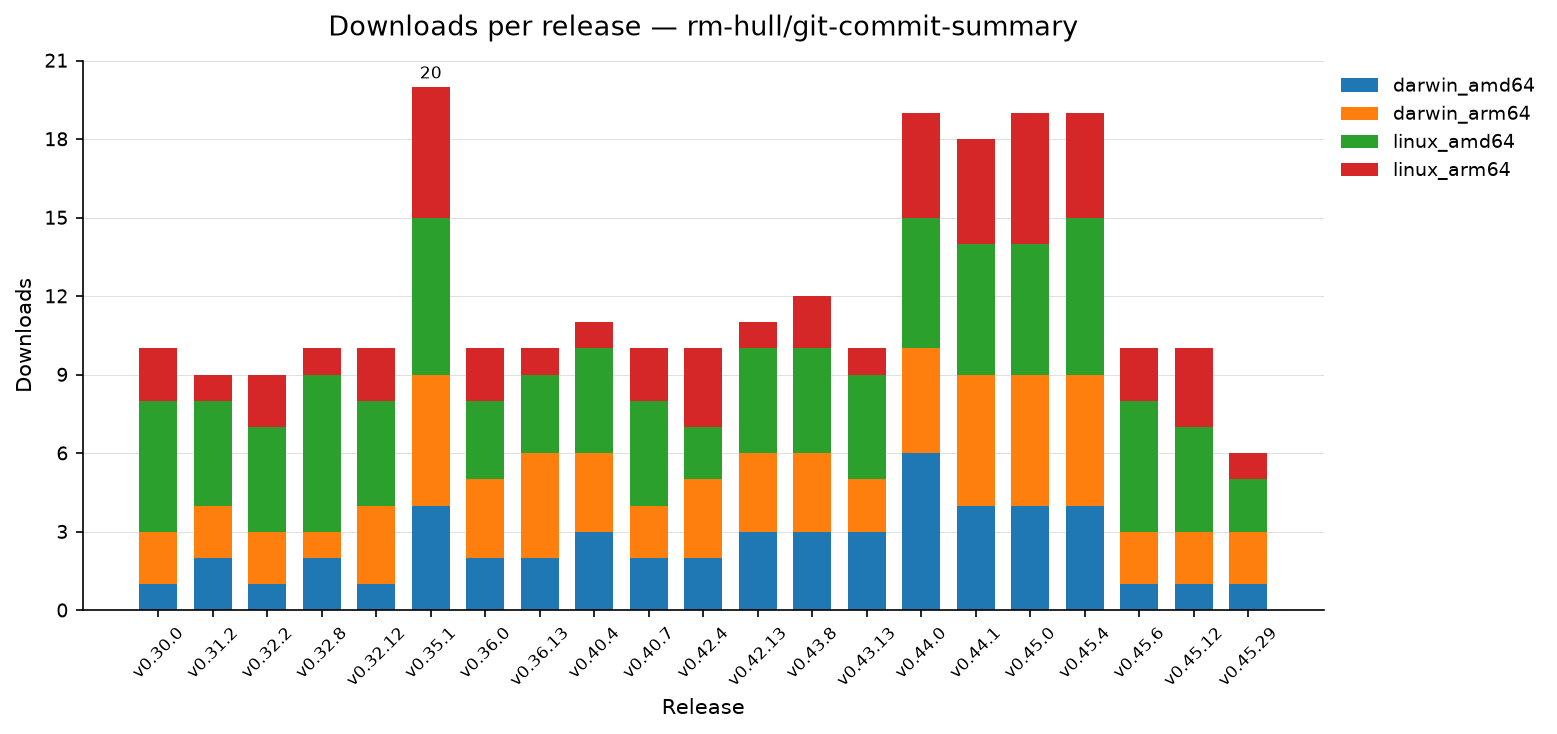 Downloads per release — rm-hull/git-commit-summary
21
18
15
12
9
6
3
0
Downloads
20
darwin_amd64
darwin_arm64
linux_amd64
linux_arm64
v0.30.0
v0.31.2
v0.32.2
v0.32.8
v0.32.12
v0.35.1
v0.36.0
v0.36.13
v0.40.4
v0.40.7
v0.42.4
v0.42.13
v0.43.8
v0.43.13
v0.44.0
v0.44.1
v0.45.0
v0.45.4
v0.45.6
v0.45.12
v0.45.29
Release